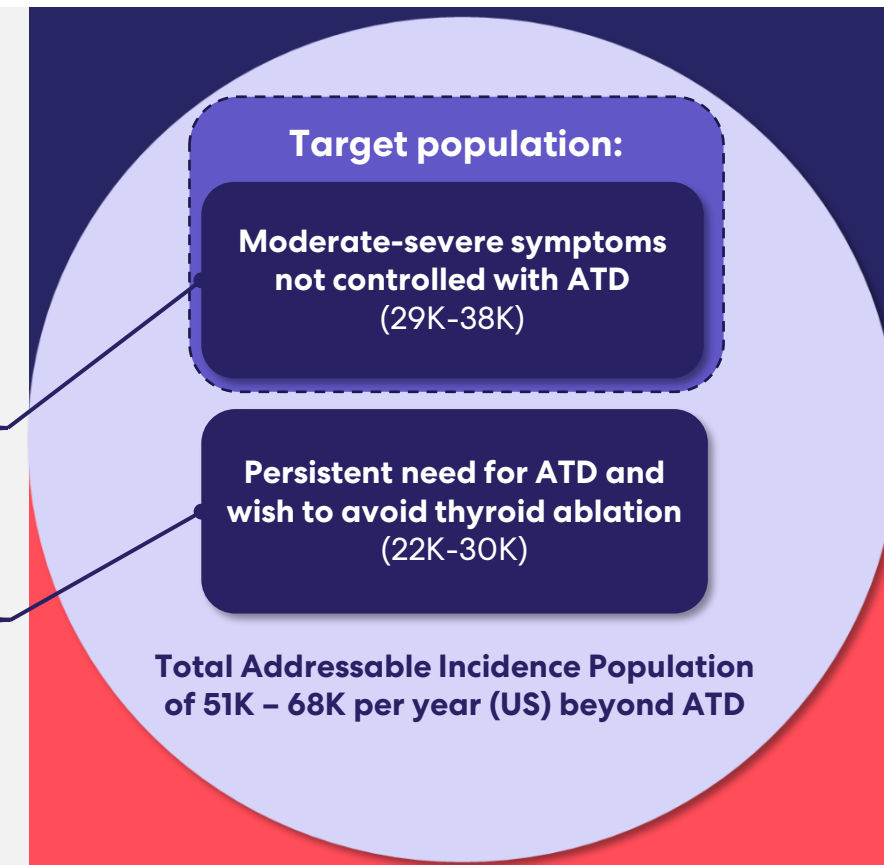 Target population:
Moderate-severe symptoms
not controlled with ATD
(29K-38K)
Persistent need for ATD and
wish to avoid thyroid ablation
(22K-30K)
Total Addressable Incidence Population
of 51K – 68K per year (US) beyond ATD